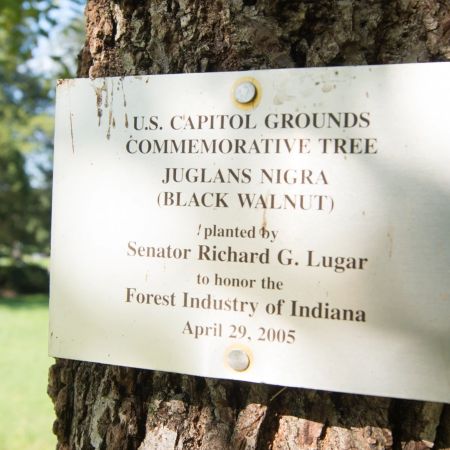 U.S. CAPITOL GROUNDS
COMMEMORATIVE TREE
JUGLANS NIGRA
(BLACK WALNUT)
planted by
Senator Richard G. Lugar
to honor the
Forest Industry of Indiana
April 29, 2005